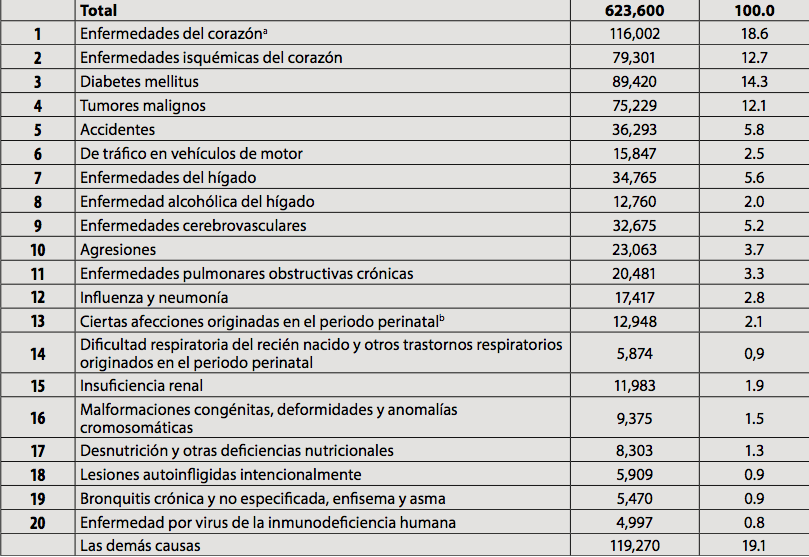 Total 623,600 100.0
1 Enfermedades del corazónᵃ 116,002 18.6
2 Enfermedades isquémicas del corazón 79,301 12.7
3 Diabetes mellitus 89,420 14.3
4 Tumores malignos 75,229 12.1
5 Accidentes 36,293 5.8
6 De tráfico en vehículos de motor 15,847 2.5
7 Enfermedades del hígado 34,765 5.6
8 Enfermedad alcohólica del hígado 12,760 2.0
9 Enfermedades cerebrovasculares 32,675 5.2
10 Agresiones 23,063 3.7
11 Enfermedades pulmonares obstructivas crónicas 20,481 3.3
12 Influenza y neumonía 17,417 2.8
13 Ciertas afecciones originadas en el periodo perinatalᵇ 12,948 2.1
14 Dificultad respiratoria del recién nacido y otros trastornos respiratorios
originados en el periodo perinatal 5,874 0,9
15 Insuficiencia renal 11,983 1.9
16 Malformaciones congénitas, deformidades y anomalías
cromosomáticas 9,375 1.5
17 Desnutrición y otras deficiencias nutricionales 8,303 1.3
18 Lesiones autoinfligidas intencionalmente 5,909 0.9
19 Bronquitis crónica y no especificada, enfisema y asma 5,470 0.9
20 Enfermedad por virus de la inmunodeficiencia humana 4,997 0.8
Las demás causas 119,270 19.1